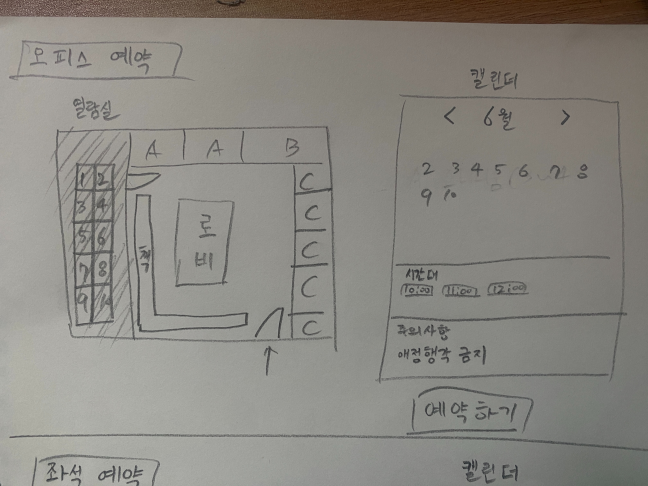 오피스 예약
열람실
A A B
1 2
3 4
5 6
7 8
9 10
책
로비
C
C
C
C
C
캘린더
< 6월 >
2 3 4 5 6 7 8
9 10
시간대
10:00 11:00 12:00
주의사항
애정행각 금지
예약하기
좌석 예약
캘린더